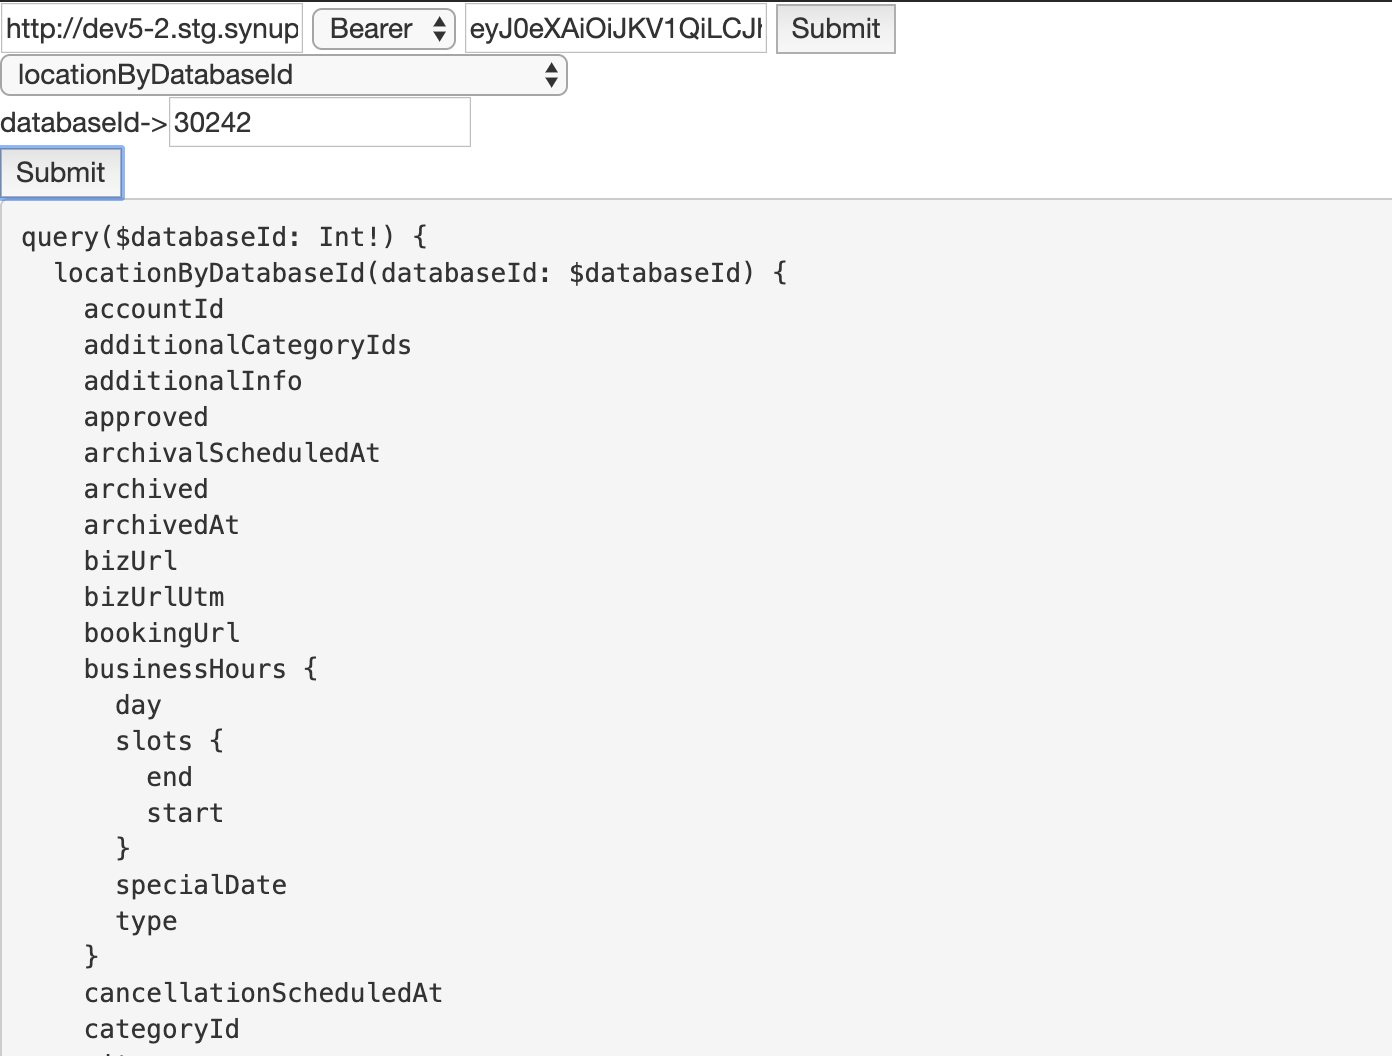 http://dev5-2.stg.synup Bearer eyJ0eXAiOiJKV1QiLCJ Submit
locationByDatabaseId
databaseId-> 30242
Submit
query($databaseId: Int!) {
locationByDatabaseId(databaseId: $databaseId) {
accountId
additionalCategoryIds
additionalInfo
approved
archivalScheduledAt
archived
archivedAt
bizUrl
bizUrlUtm
bookingUrl
businessHours {
day
slots {
end
start
}
specialDate
type
}
cancellationScheduledAt
categoryId